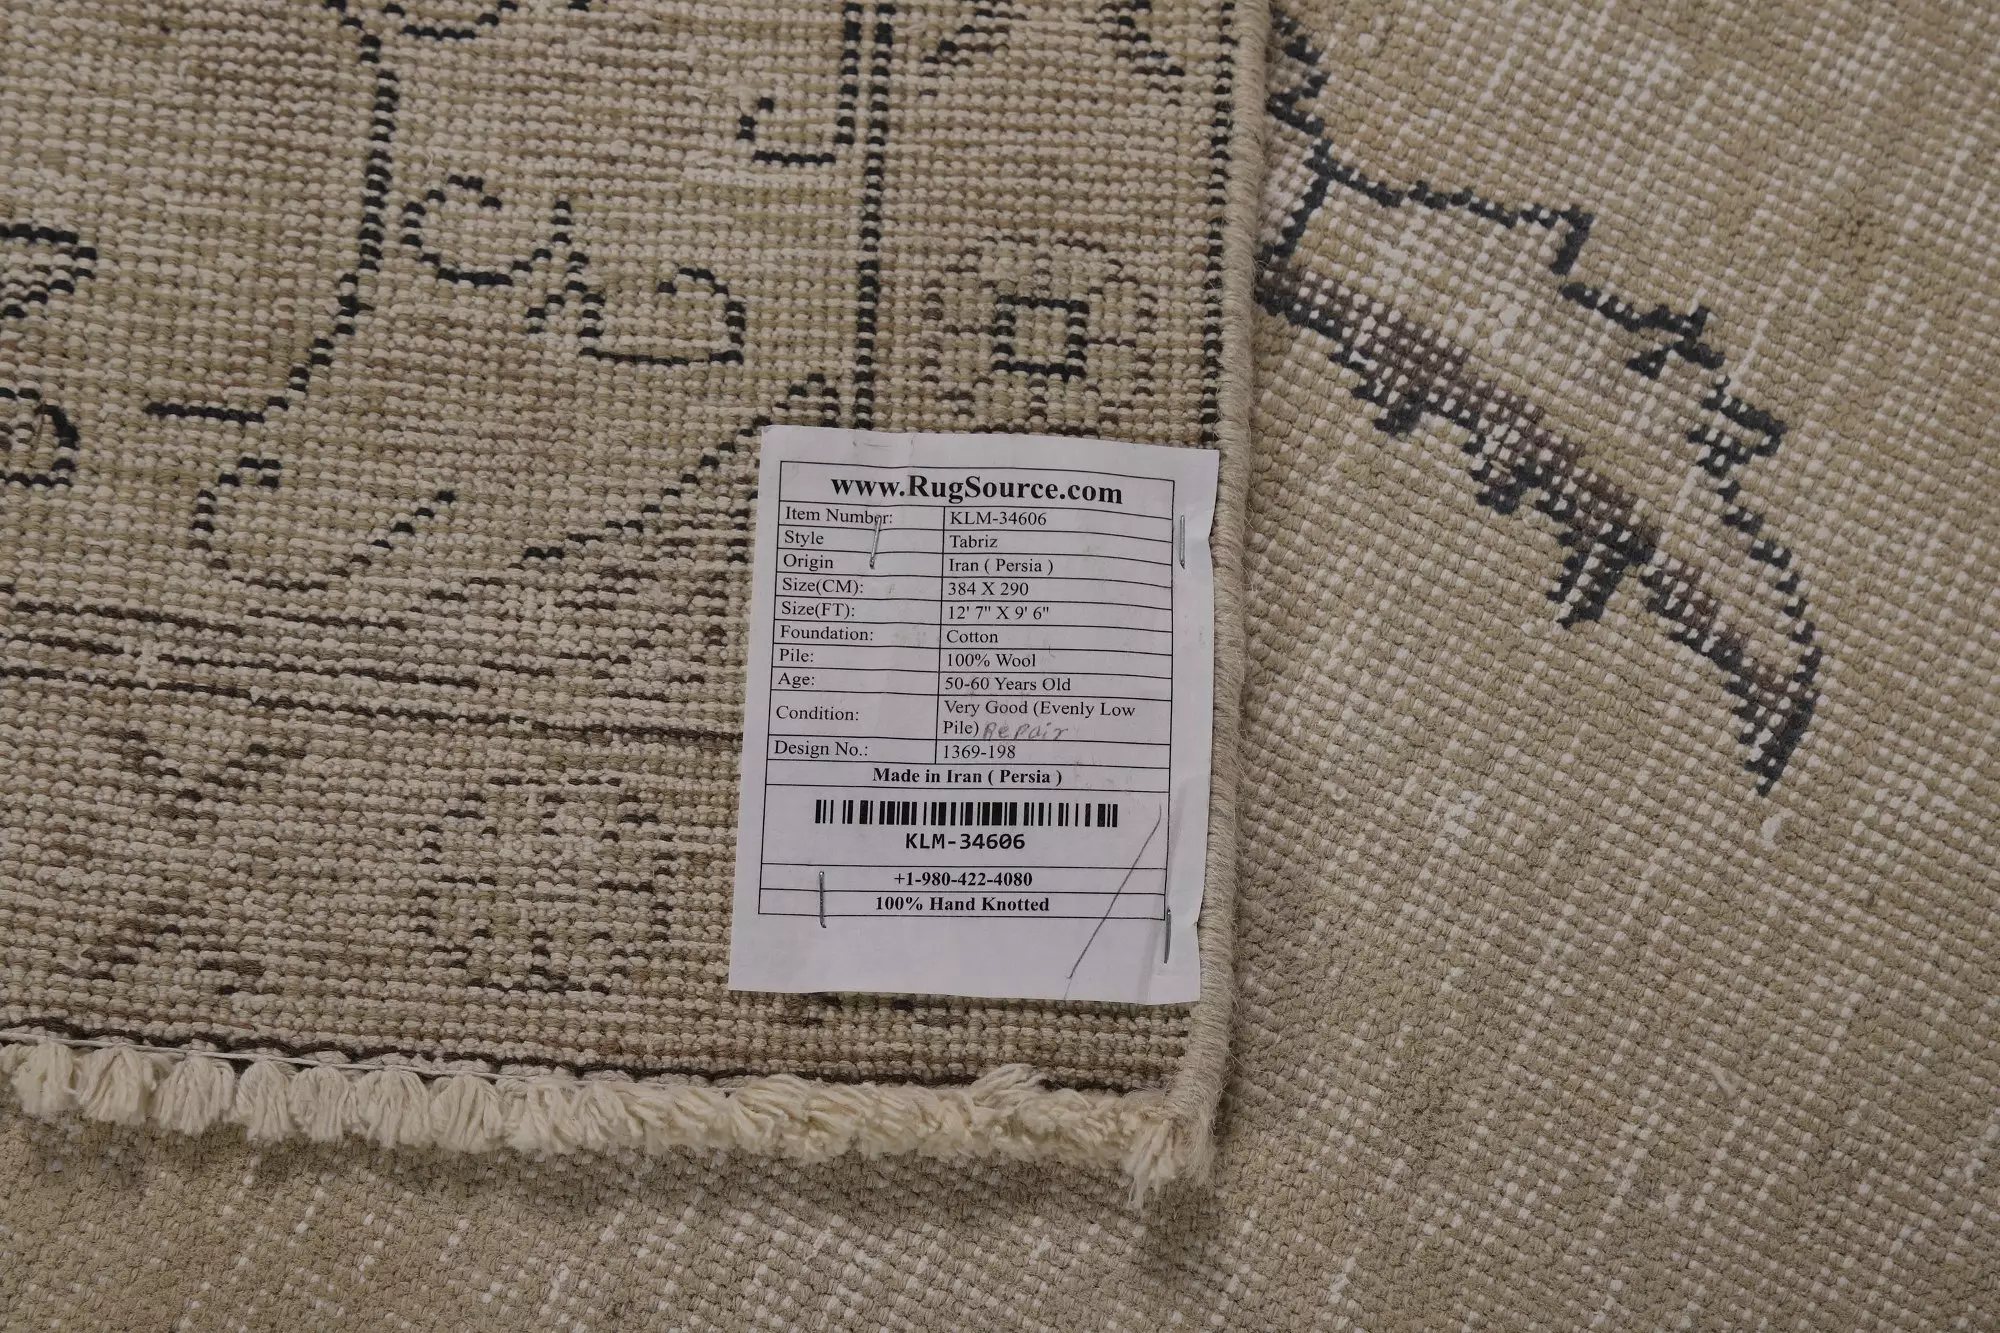 www.RugSource.com
Item Number: KLM-34606
Style Tabriz
Origin Iran ( Persia )
Size(CM): 384 X 290
Size(FT): 12' 7" X 9' 6"
Foundation: Cotton
Pile: 100% Wool
Age: 50-60 Years Old
Condition: Very Good (Evenly Low
Pile) Repair
Design No.: 1369-198
Made in Iran ( Persia )
KLM-34606
+1-980-422-4080
100% Hand Knotted